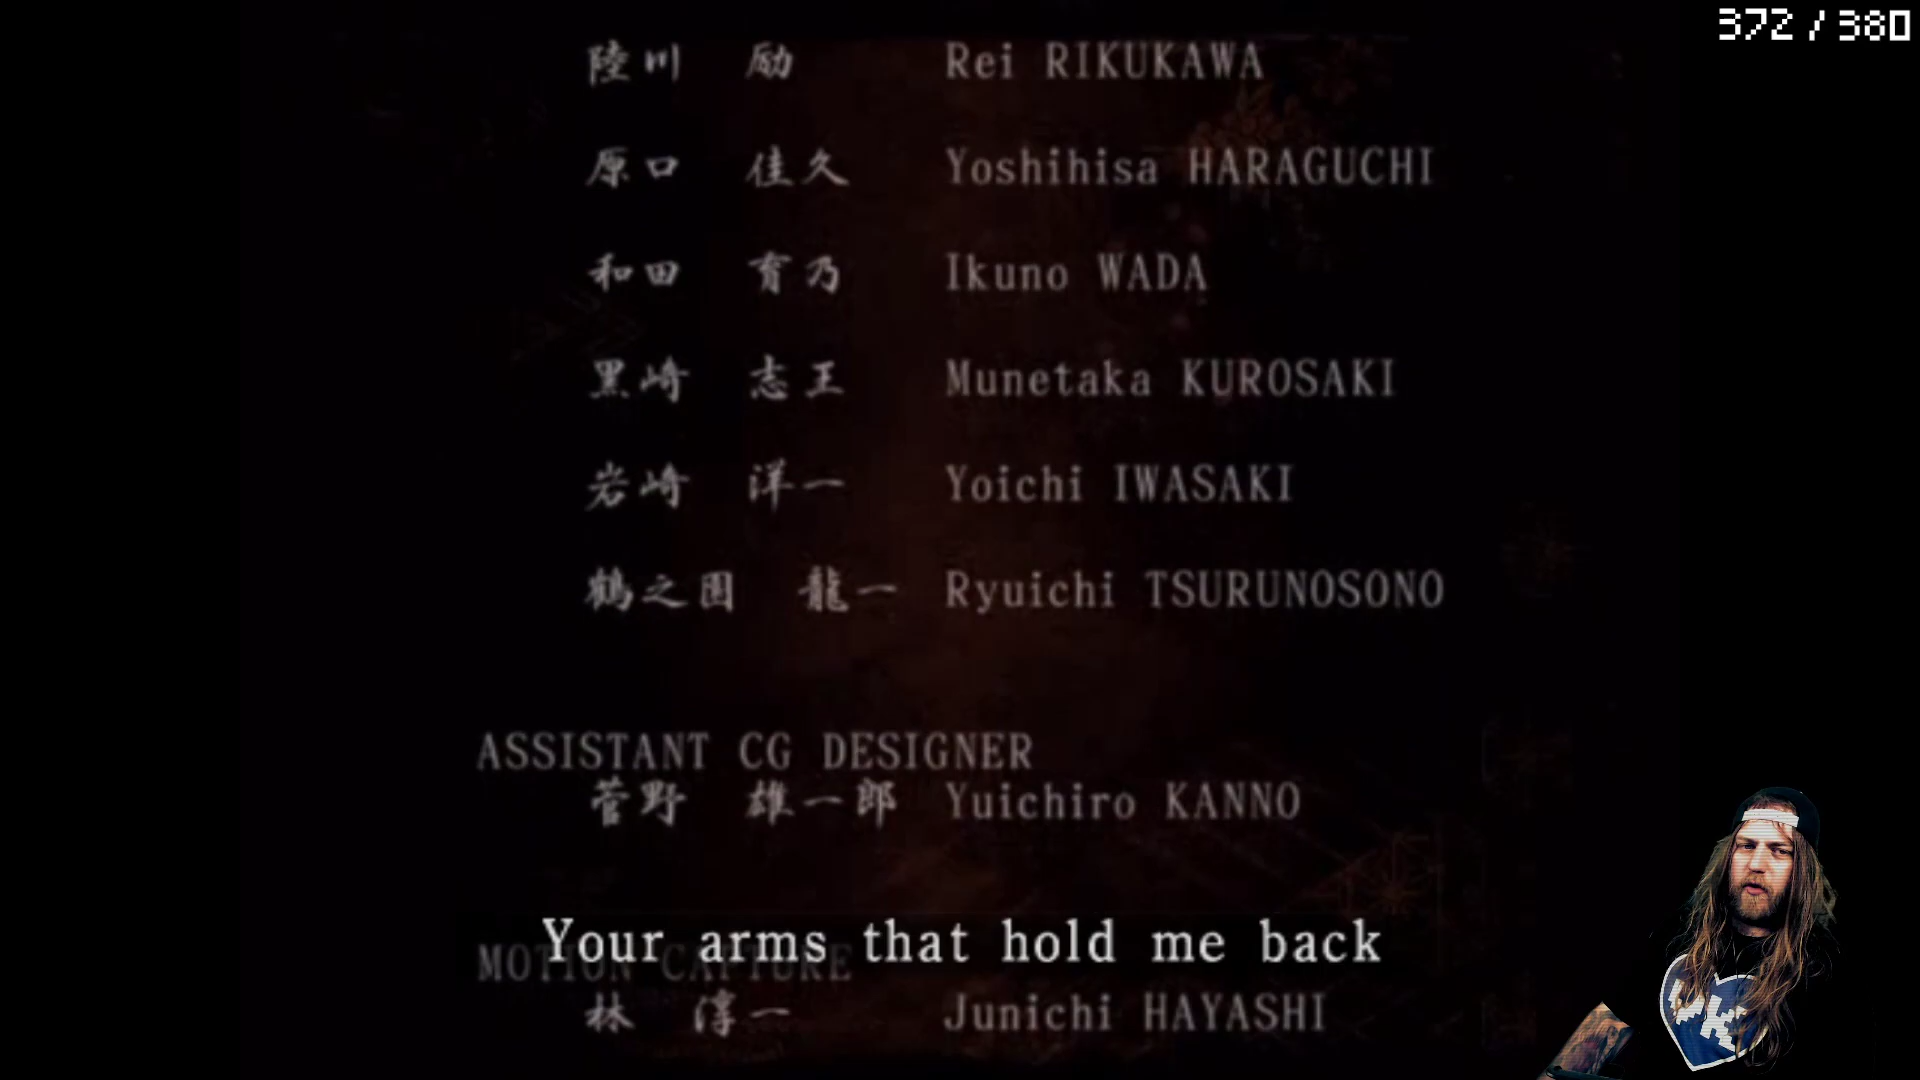 372 / 380
陸川 励 Rei RIKUKAWA
原口 佳久 Yoshihisa HARAGUCHI
和田 育乃 Ikuno WADA
黒崎 志王 Munetaka KUROSAKI
岩崎 洋一 Yoichi IWASAKI
鶴之園 龍一 Ryuichi TSURUNOSONO
ASSISTANT CG DESIGNER
菅野 雄一郎 Yuichiro KANNO
Your arms that hold me back
MOTION CAPTURE
林 淳一 Junichi HAYASHI